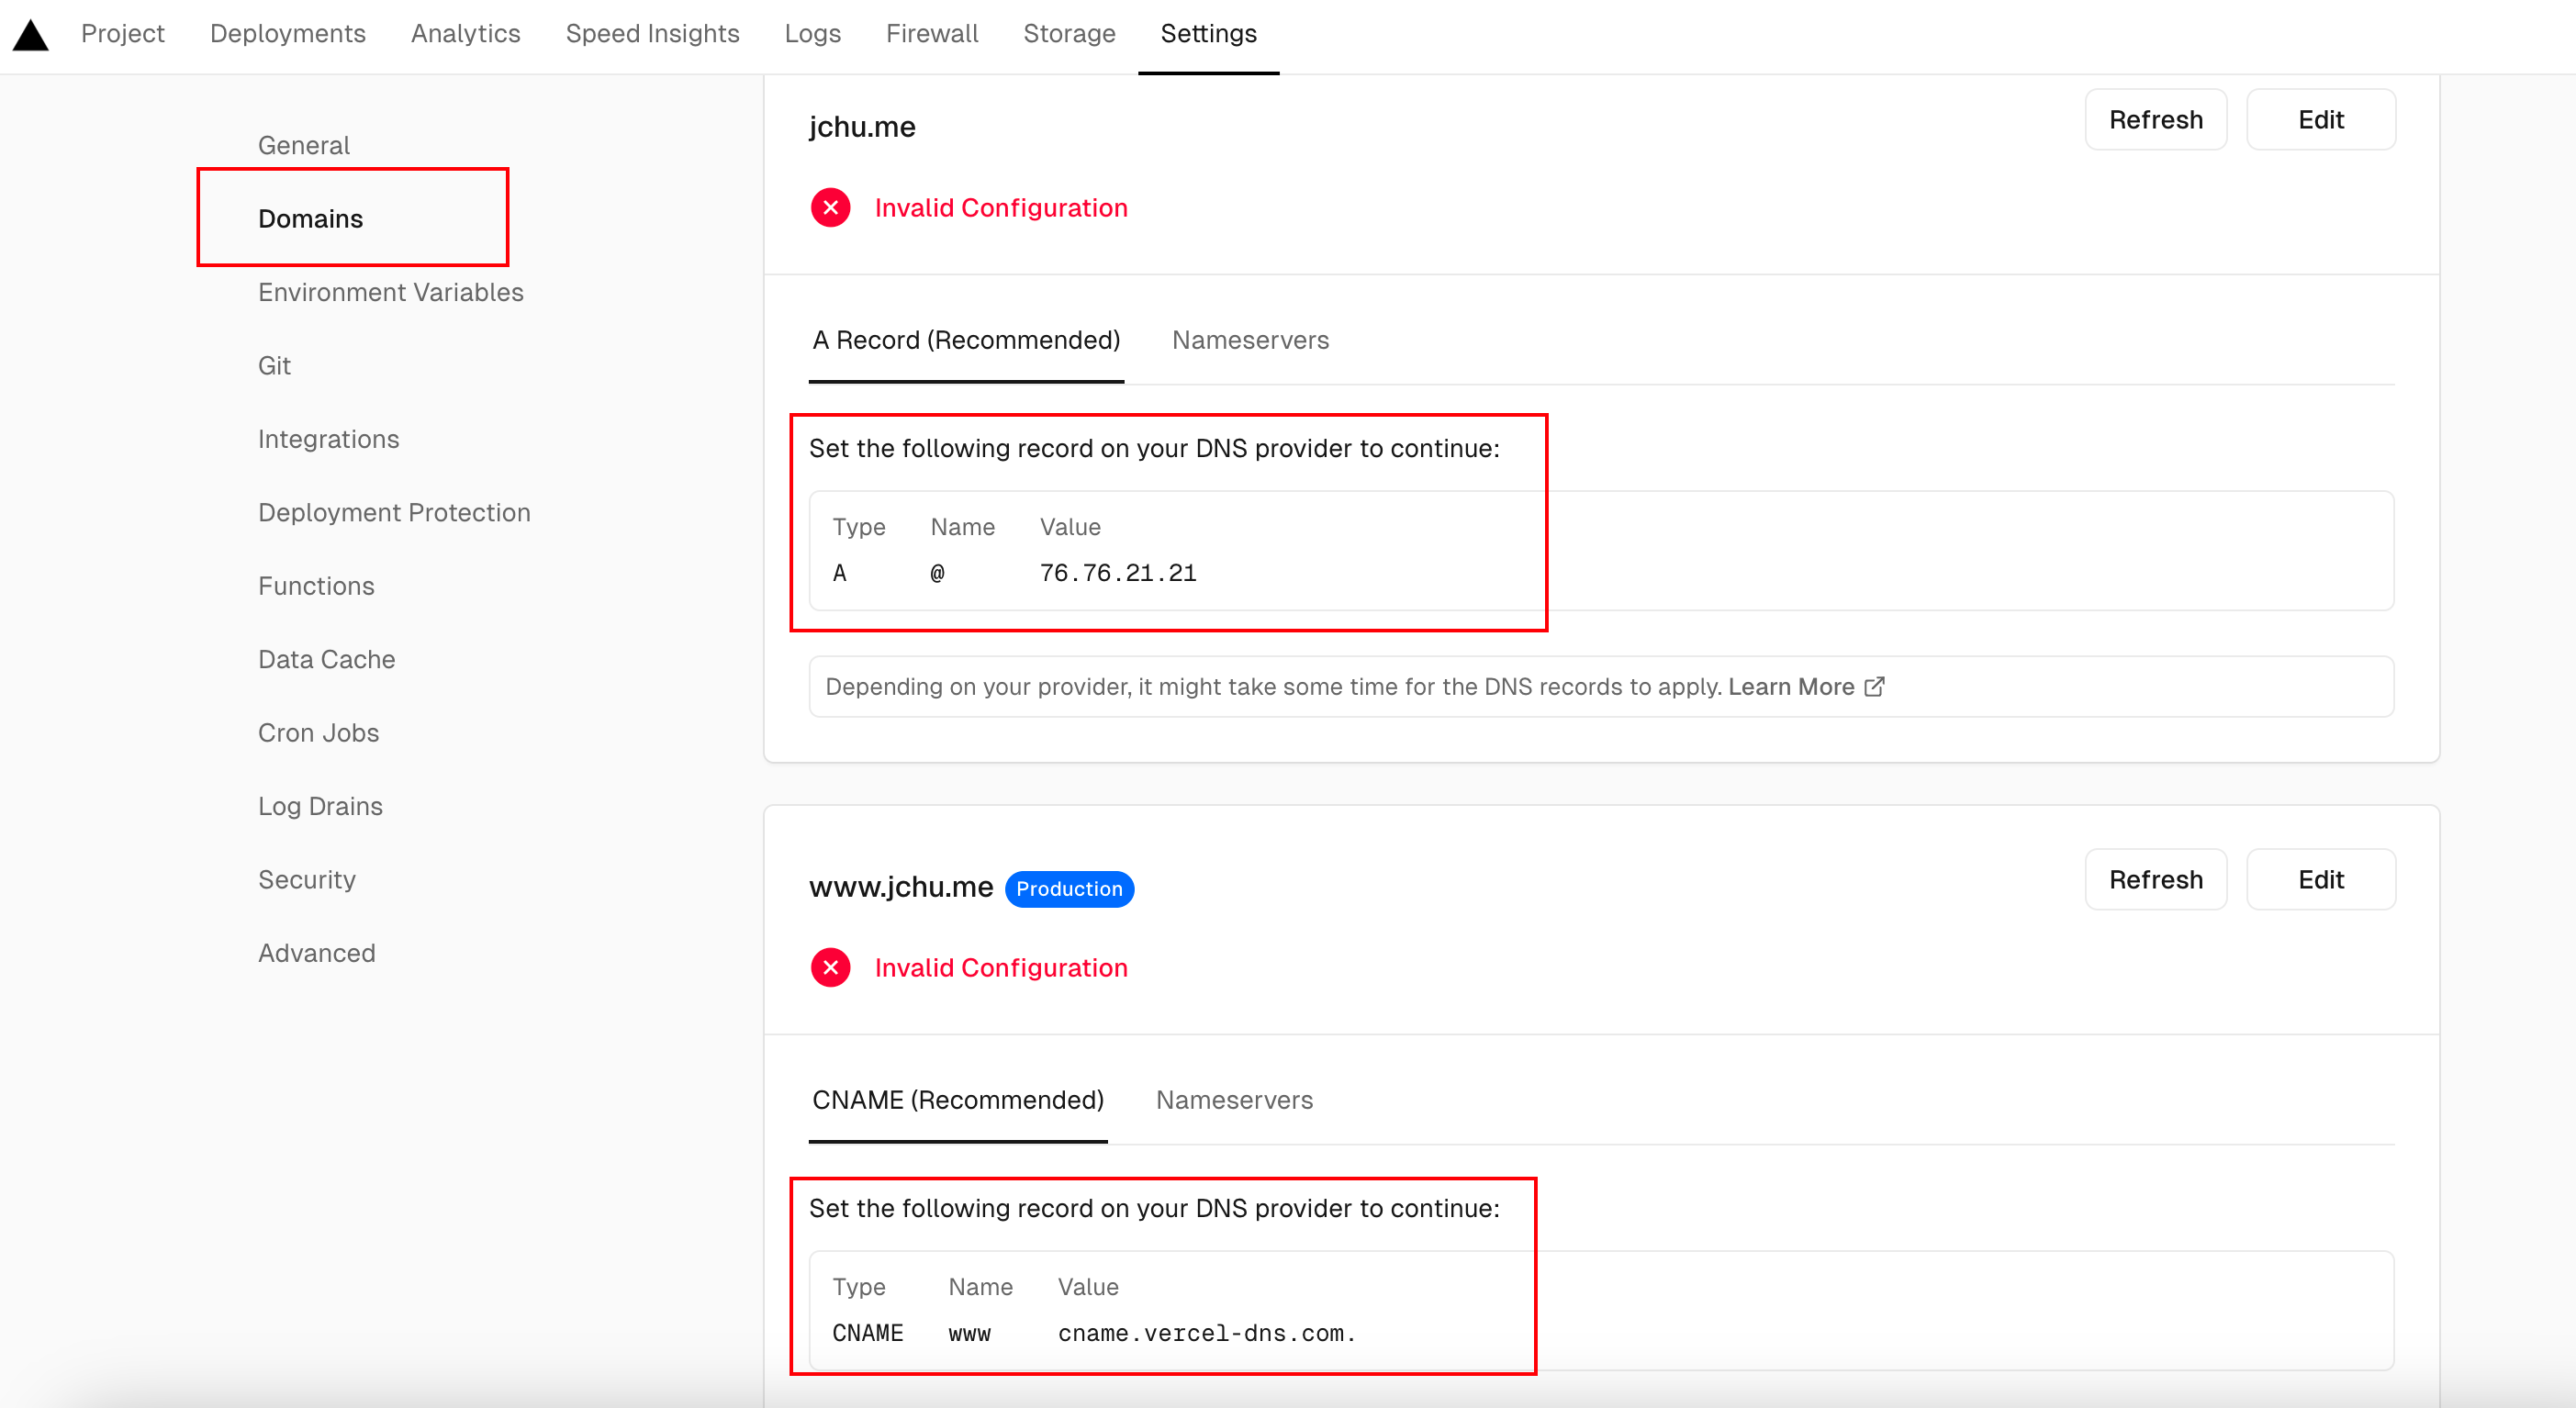 Project Deployments Analytics Speed Insights Logs Firewall Storage Settings
General
Domains
Environment Variables
Git
Integrations
Deployment Protection
Functions
Data Cache
Cron Jobs
Log Drains
Security
Advanced
jchu.me
Refresh Edit
Invalid Configuration
A Record (Recommended) Nameservers
Set the following record on your DNS provider to continue:
Type Name Value
A @ 76.76.21.21
Depending on your provider, it might take some time for the DNS records to apply. Learn More
www.jchu.me Production
Refresh Edit
Invalid Configuration
CNAME (Recommended) Nameservers
Set the following record on your DNS provider to continue:
Type Name Value
CNAME www cname.vercel-dns.com.